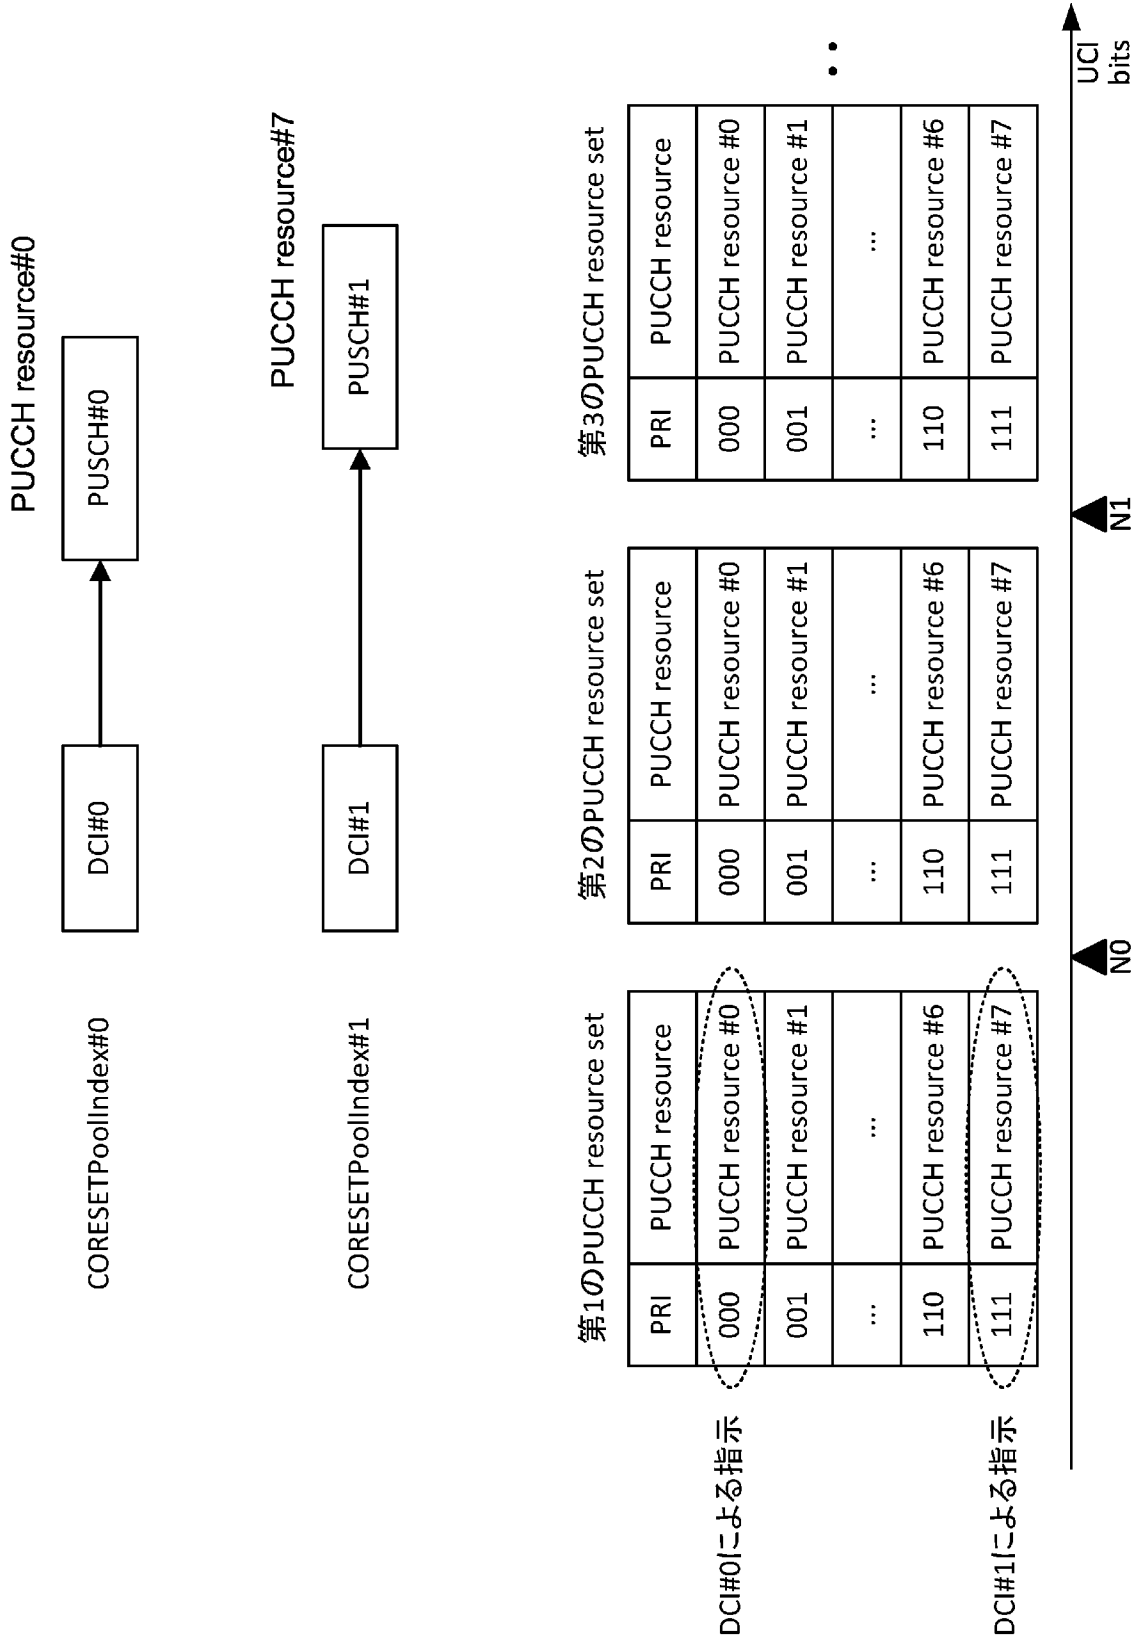 PUCCH resource#0
CORESETPoolIndex#0
DCI#0
PUSCH#0
PUCCH resource#7
CORESETPoolIndex#1
DCI#1
PUSCH#1
第1のPUCCH resource set
PRI PUCCH resource
000 PUCCH resource #0
001 PUCCH resource #1
... ...
110 PUCCH resource #6
111 PUCCH resource #7
DCI#0による指示
DCI#1による指示
第2のPUCCH resource set
PRI PUCCH resource
000 PUCCH resource #0
001 PUCCH resource #1
... ...
110 PUCCH resource #6
111 PUCCH resource #7
第3のPUCCH resource set
PRI PUCCH resource
000 PUCCH resource #0
001 PUCCH resource #1
... ...
110 PUCCH resource #6
111 PUCCH resource #7
N0
N1
UCI
bits